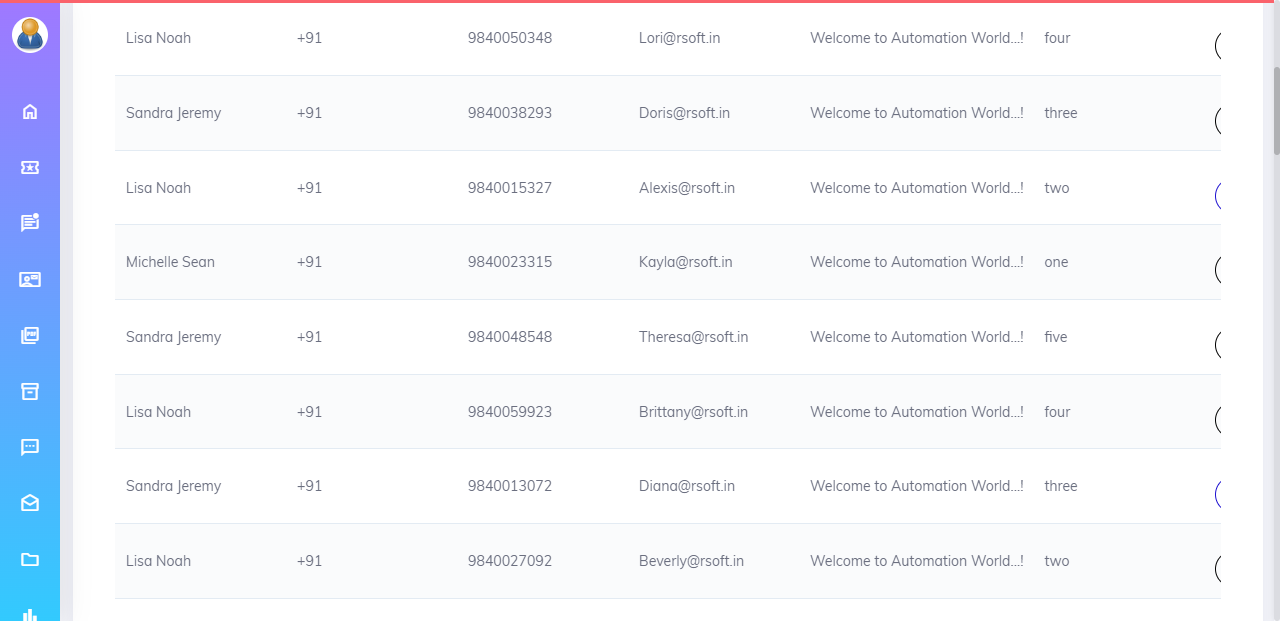 Lisa Noah +91 9840050348 Lori@rsoft.in Welcome to Automation World...! four
Sandra Jeremy +91 9840038293 Doris@rsoft.in Welcome to Automation World...! three
Lisa Noah +91 9840015327 Alexis@rsoft.in Welcome to Automation World...! two
Michelle Sean +91 9840023315 Kayla@rsoft.in Welcome to Automation World...! one
Sandra Jeremy +91 9840048548 Theresa@rsoft.in Welcome to Automation World...! five
Lisa Noah +91 9840059923 Brittany@rsoft.in Welcome to Automation World...! four
Sandra Jeremy +91 9840013072 Diana@rsoft.in Welcome to Automation World...! three
Lisa Noah +91 9840027092 Beverly@rsoft.in Welcome to Automation World...! two